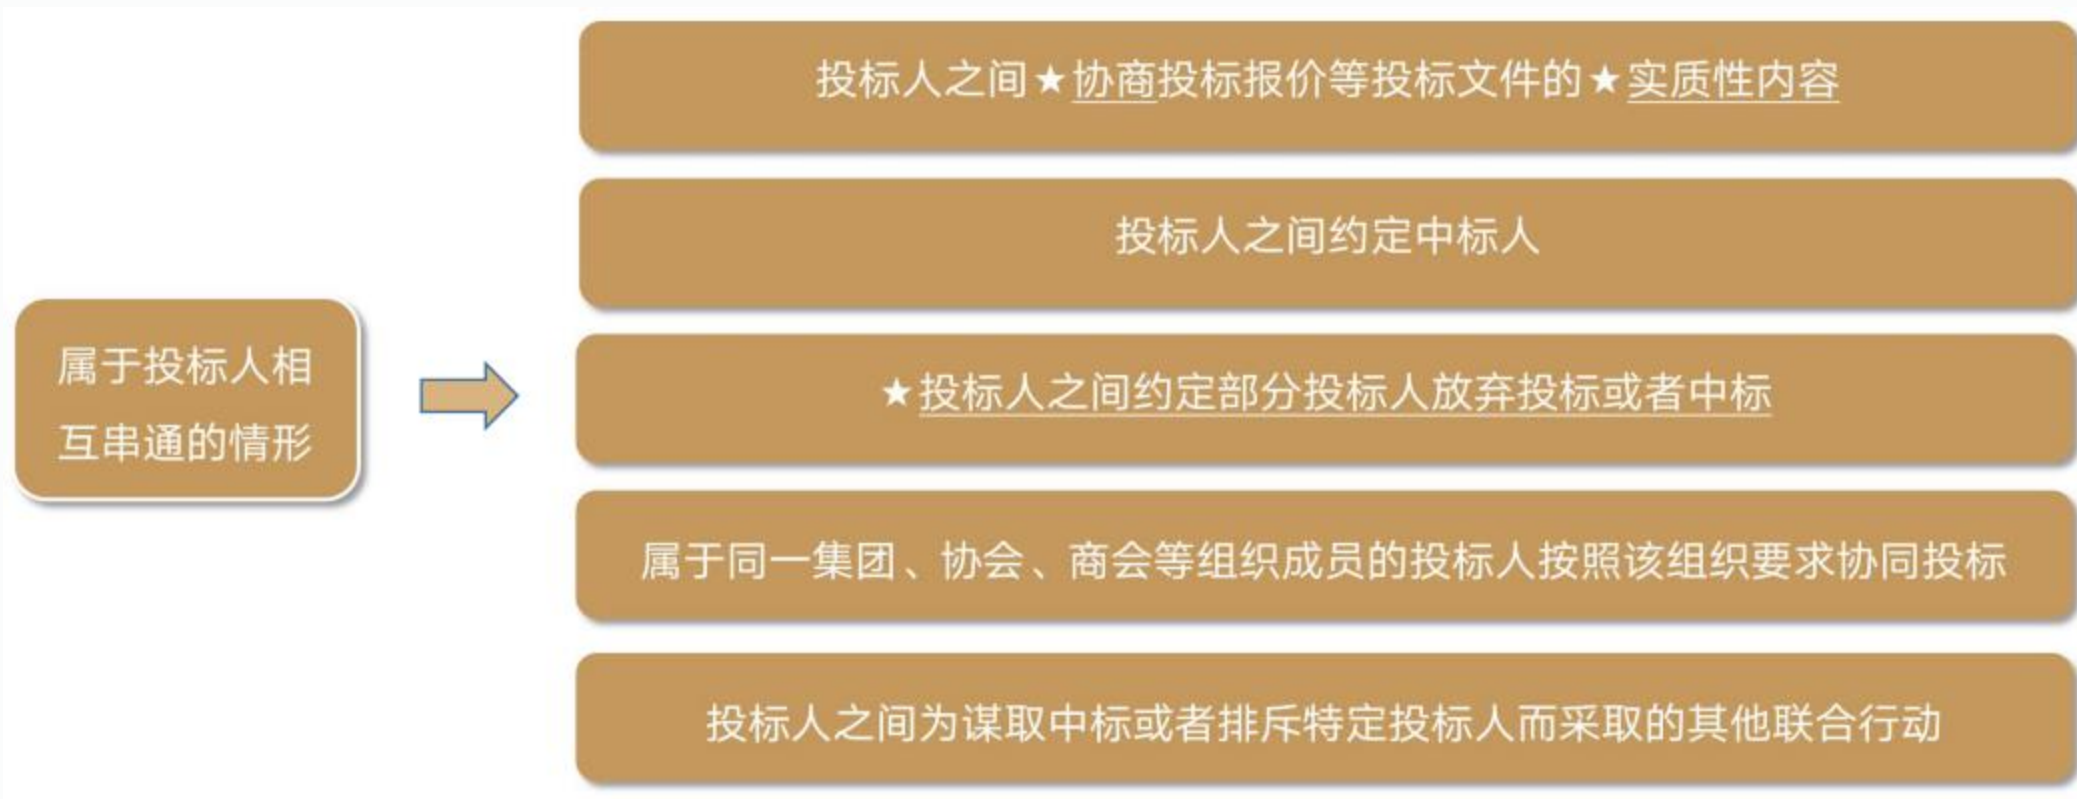 投标人之间★协商投标报价等投标文件的★实质性内容
投标人之间约定中标人
★投标人之间约定部分投标人放弃投标或者中标
属于投标人相
互串通的情形
属于同一集团、协会、商会等组织成员的投标人按照该组织要求协同投标
投标人之间为谋取中标或者排斥特定投标人而采取的其他联合行动